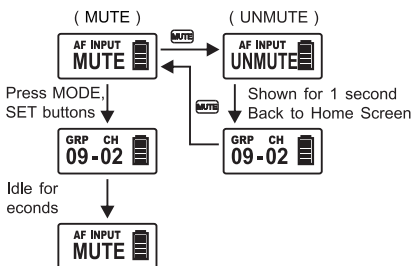 ( MUTE )
( UNMUTE )
MUTE
AF INPUT
MUTE
AF INPUT
UNMUTE
Press MODE,
SET buttons
MUTE
Shown for 1 second
Back to Home Screen
GRP CH
09-02
GRP CH
09-02
Idle for
econds
AF INPUT
MUTE